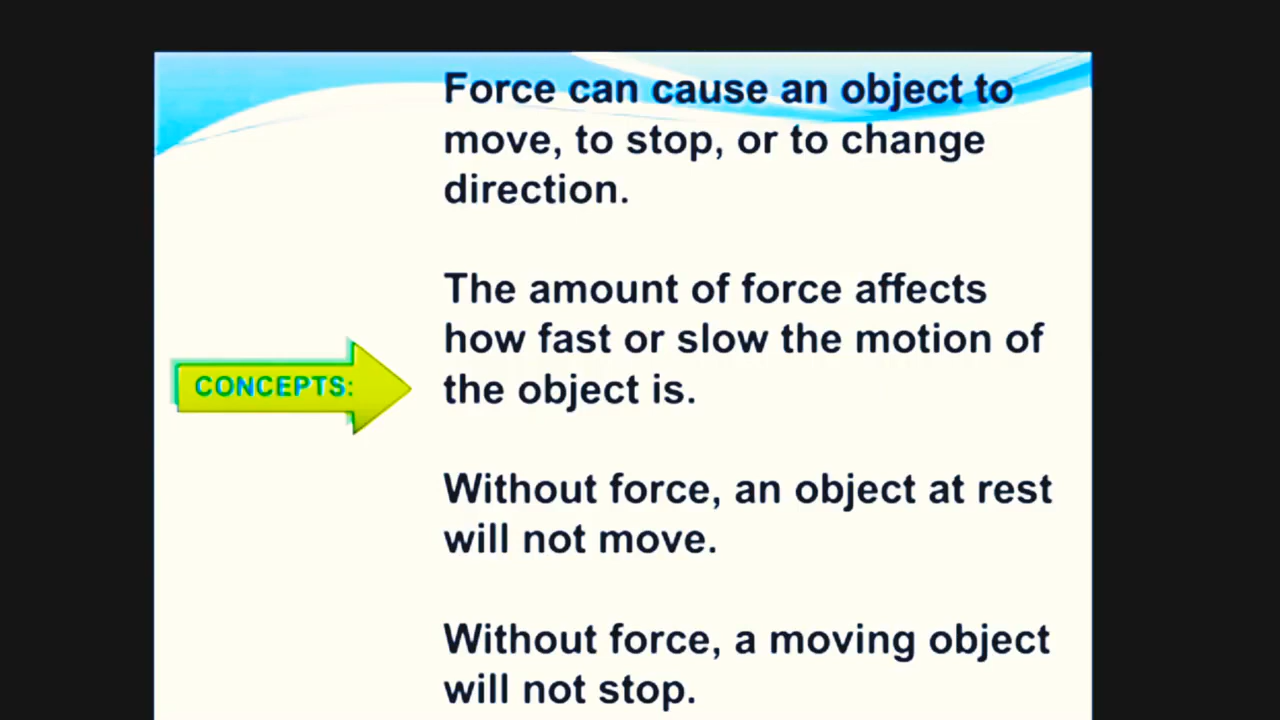 Force can cause an object to
move, to stop, or to change
direction.
The amount of force affects
how fast or slow the motion of
the object is.
CONCEPTS:
Without force, an object at rest
will not move.
Without force, a moving object
will not stop.